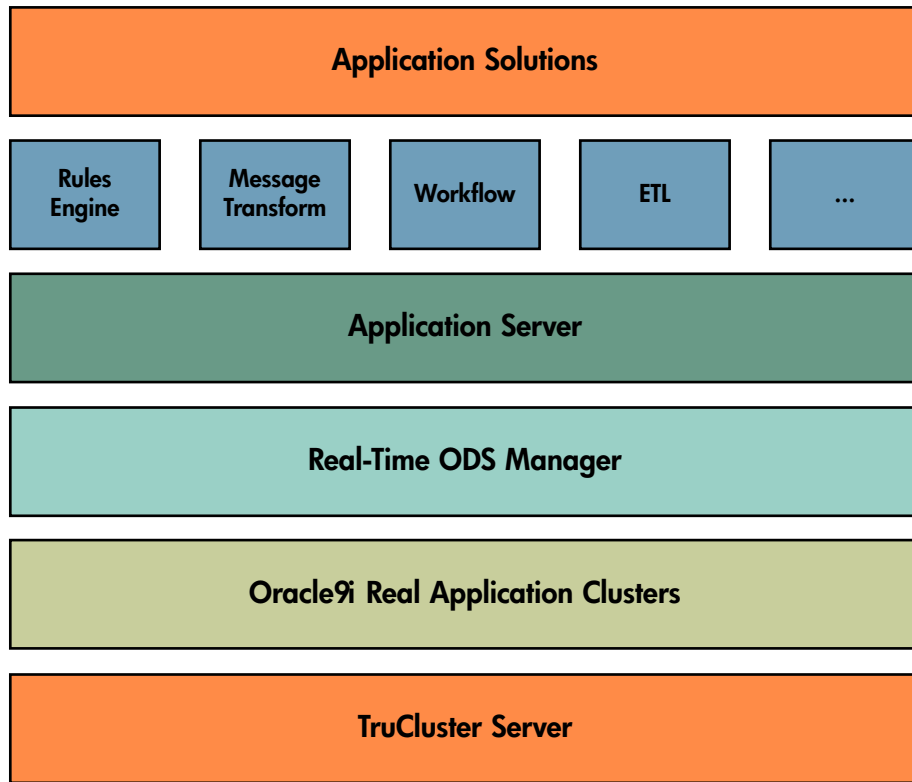 Application Solutions
Rules
Engine
Message
Transform
Workflow
ETL
...
Application Server
Real-Time ODS Manager
Oracle9i Real Application Clusters
TruCluster Server